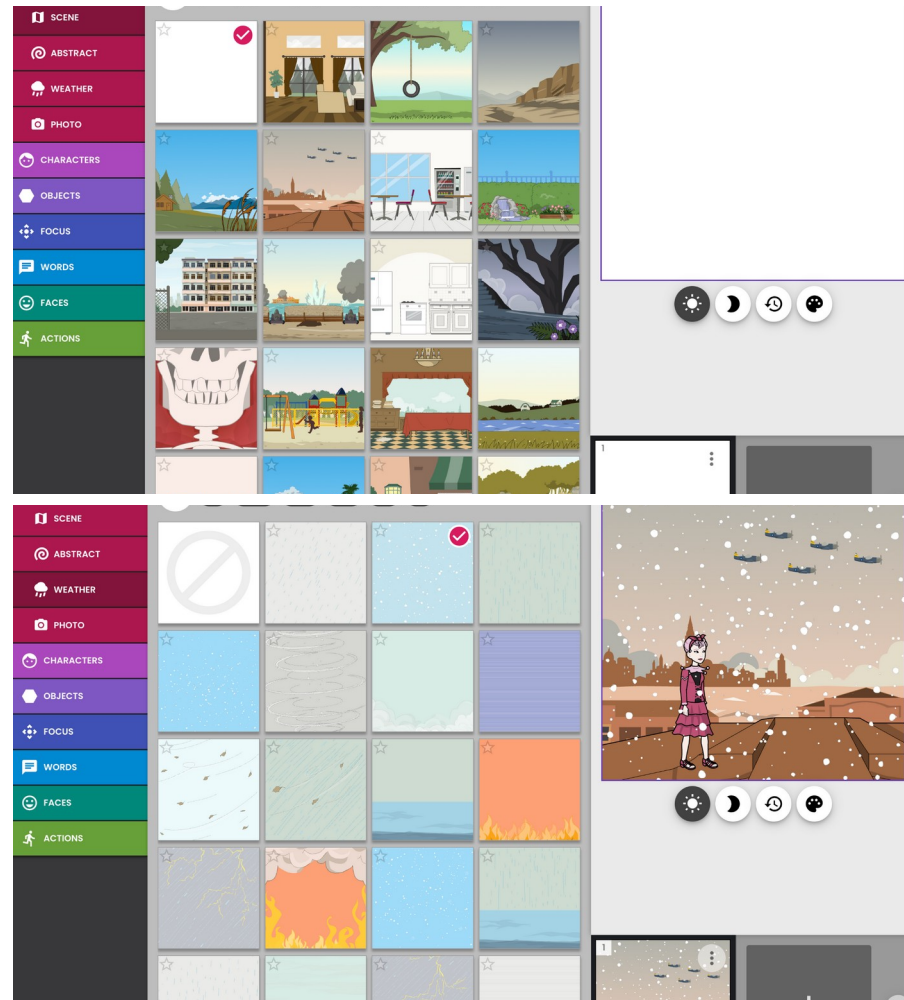 SCENE
ABSTRACT
WEATHER
PHOTO
CHARACTERS
OBJECTS
FOCUS
WORDS
FACES
ACTIONS
1
SCENE
ABSTRACT
WEATHER
PHOTO
CHARACTERS
OBJECTS
FOCUS
WORDS
FACES
ACTIONS
1